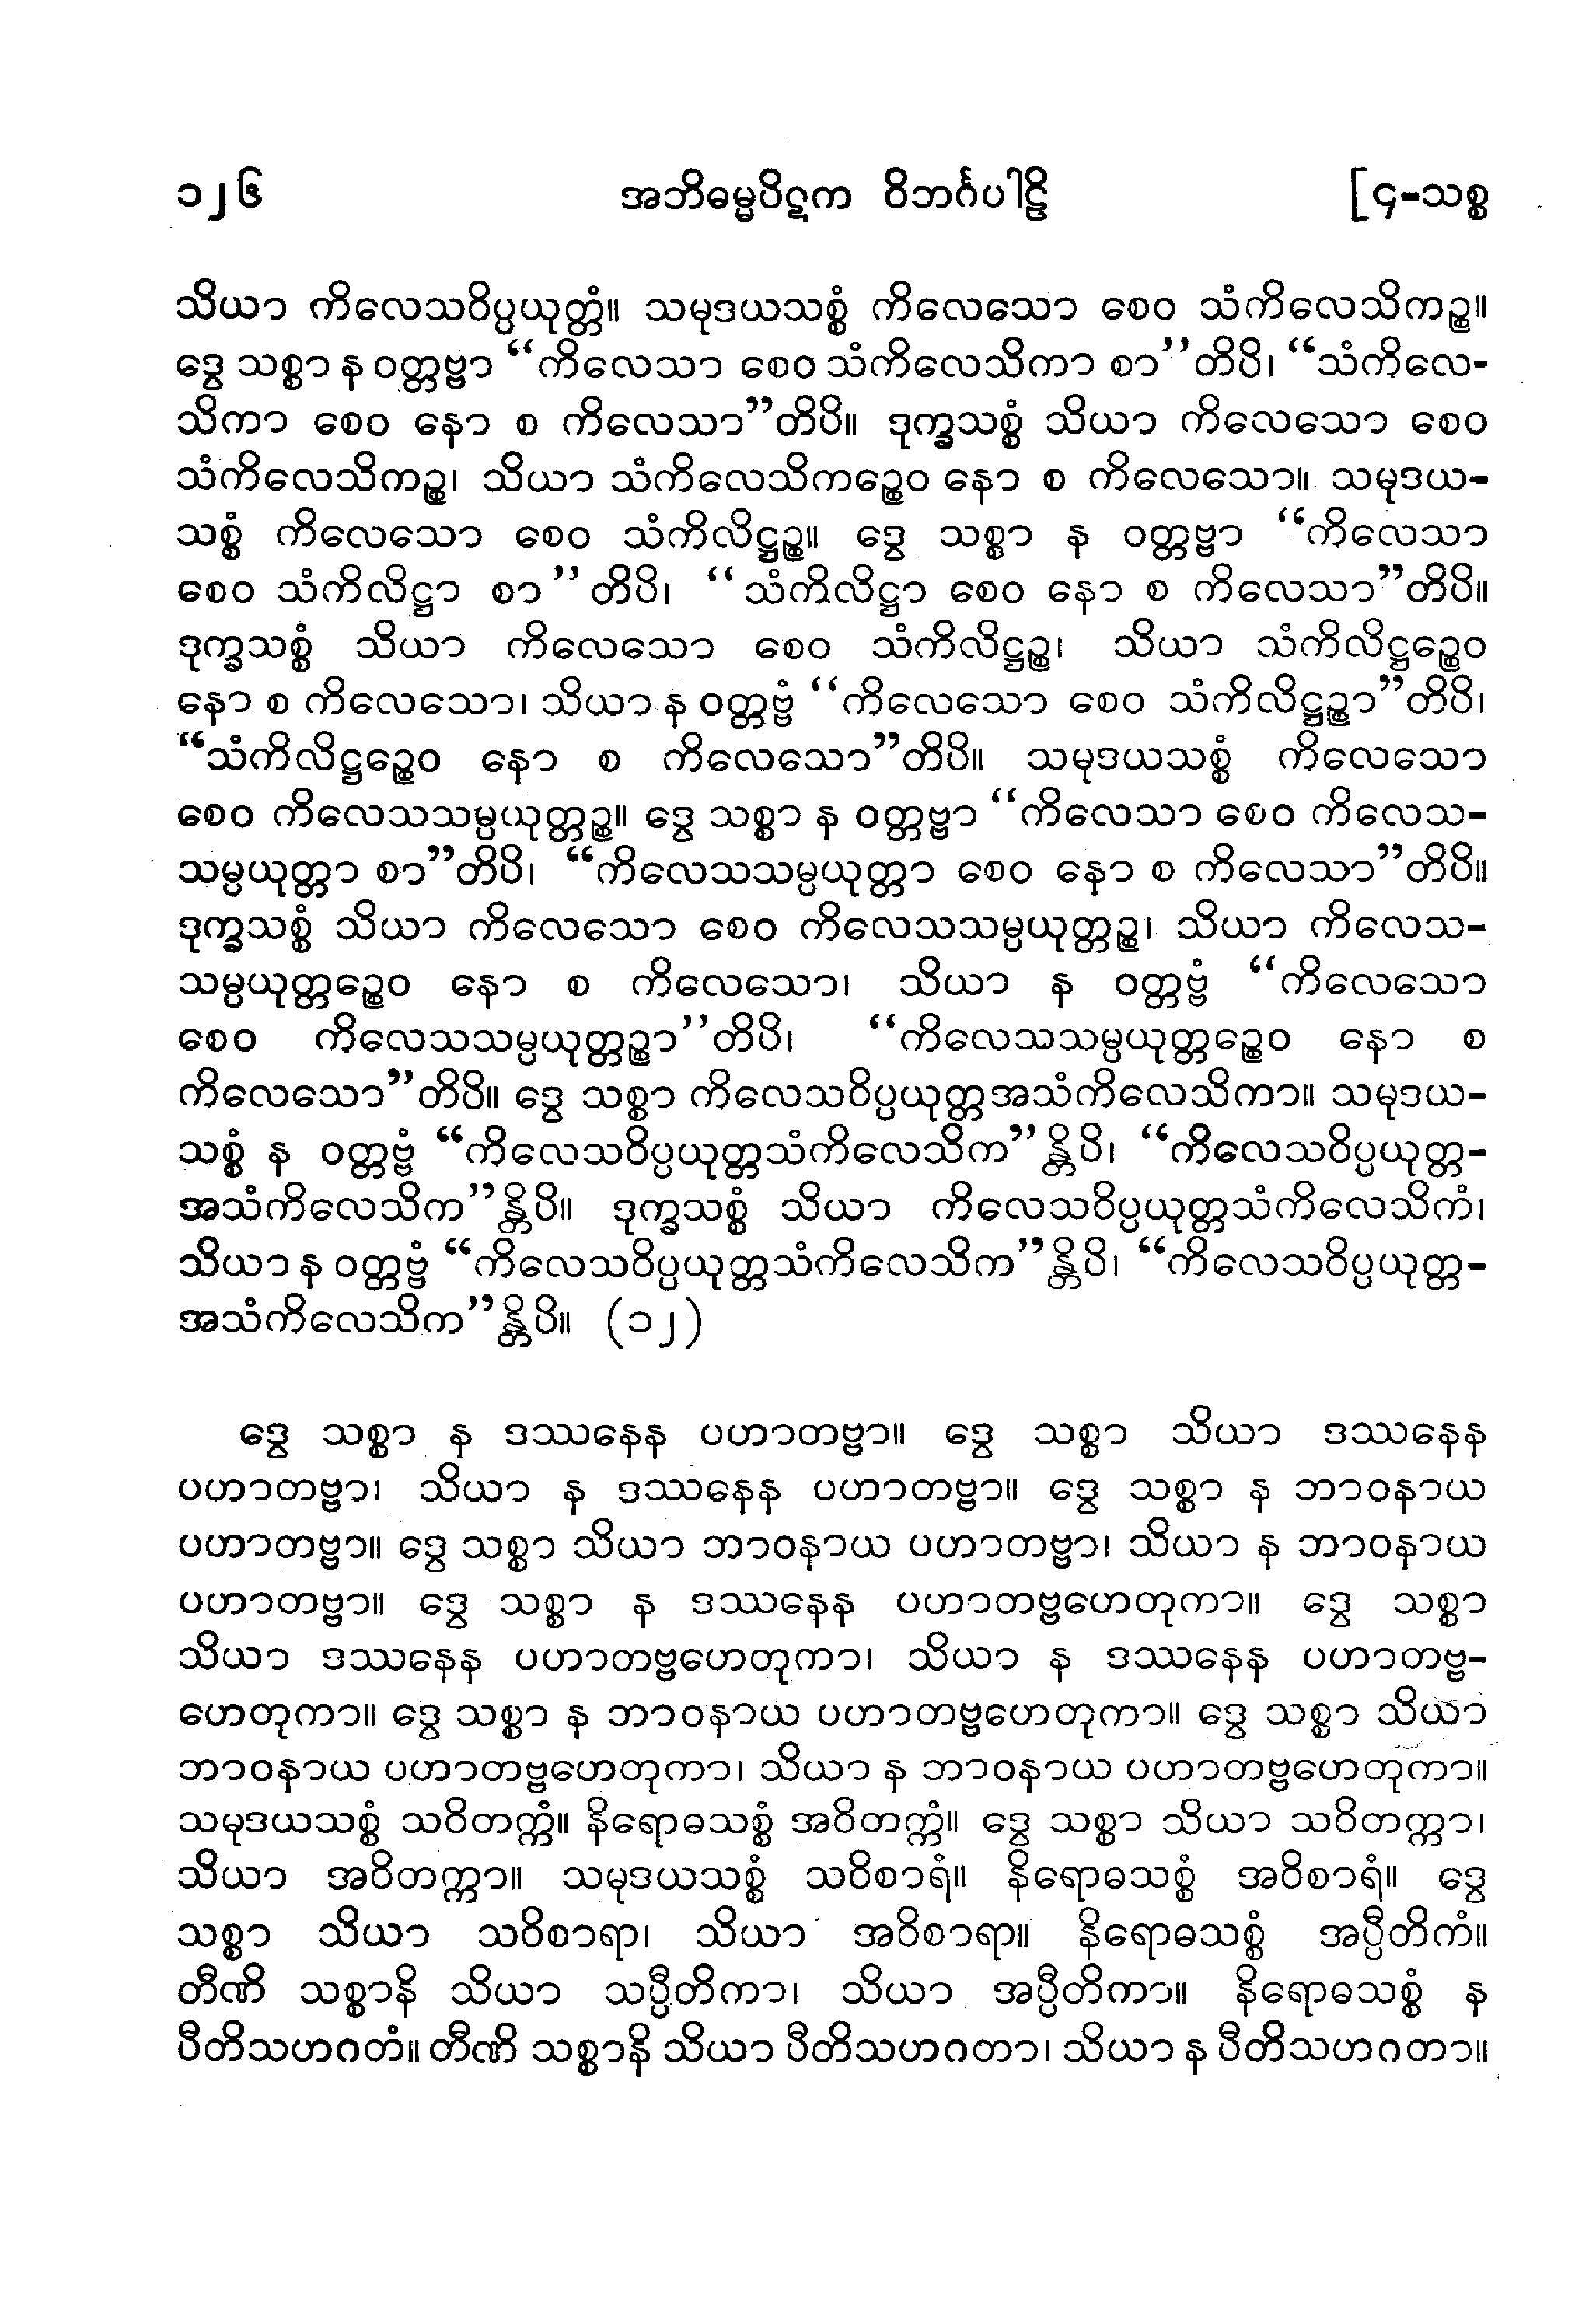 ၁၂၆ အဘိဓမ္မပိဋက ဝိဘင်္ဂပါဠိ [၄-သစ္စ
သိယာ ကိလေသဝိပ္ပယုတ္တံ။ သမုဒယသစ္စံ ကိလေသော စေဝ သံကိလေသိကဉ္စ။
ဒွေ သစ္စာ န ဝတ္တဗ္ဗာ “ကိလေသာ စေဝ သံကိလေသိကာ စာ”တိပိ၊ “သံကိလေ-
သိကာ စေဝ နော စ ကိလေသာ”တိပိ။ ဒုက္ခသစ္စံ သိယာ ကိလေသော စေဝ
သံကိလေသိကဉ္စ၊ သိယာ သံကိလေသိကဉ္စေဝ နော စ ကိလေသော။ သမုဒယ-
သစ္စံ ကိလေသော စေဝ သံကိလိဋ္ဌဉ္စ။ ဒွေ သစ္စာ န ဝတ္တဗ္ဗာ “ကိလေသာ
စေဝ သံကိလိဋ္ဌာ စာ”တိပိ၊ “သံကိလိဋ္ဌာ စေဝ နော စ ကိလေသာ”တိပိ။
ဒုက္ခသစ္စံ သိယာ ကိလေသော စေဝ သံကိလိဋ္ဌဉ္စ၊ သိယာ သံကိလိဋ္ဌဉ္စေဝ
နော စ ကိလေသော၊ သိယာ န ဝတ္တဗ္ဗံ “ကိလေသော စေဝ သံကိလိဋ္ဌဉ္စာ”တိပိ၊
“သံကိလိဋ္ဌဉ္စေဝ နော စ ကိလေသော”တိပိ။ သမုဒယသစ္စံ ကိလေသော
စေဝ ကိလေသသမ္ပယုတ္တဉ္စ။ ဒွေ သစ္စာ န ဝတ္တဗ္ဗာ “ကိလေသာ စေဝ ကိလေသ-
သမ္ပယုတ္တာ စာ”တိပိ၊ “ကိလေသသမ္ပယုတ္တာ စေဝ နော စ ကိလေသာ”တိပိ။
ဒုက္ခသစ္စံ သိယာ ကိလေသော စေဝ ကိလေသသမ္ပယုတ္တဉ္စ၊ သိယာ ကိလေသ-
သမ္ပယုတ္တဉ္စေဝ နော စ ကိလေသော၊ သိယာ န ဝတ္တဗ္ဗံ “ကိလေသော
စေဝ ကိလေသသမ္ပယုတ္တဉ္စာ”တိပိ၊ “ကိလေသသမ္ပယုတ္တဉ္စေဝ နော စ
ကိလေသော”တိပိ။ ဒွေ သစ္စာ ကိလေသဝိပ္ပယုတ္တအသံကိလေသိကာ။ သမုဒယ-
သစ္စံ န ဝတ္တဗ္ဗံ “ကိလေသဝိပ္ပယုတ္တသံကိလေသိက”န္တိပိ၊ “ကိလေသဝိပ္ပယုတ္တ-
အသံကိလေသိက”န္တိပိ။ ဒုက္ခသစ္စံ သိယာ ကိလေသဝိပ္ပယုတ္တသံကိလေသိကံ၊
သိယာ န ဝတ္တဗ္ဗံ “ကိလေသဝိပ္ပယုတ္တသံကိလေသိက”န္တိပိ၊ “ကိလေသဝိပ္ပယုတ္တ-
အသံကိလေသိက”န္တိပိ။ (၁၂)
ဒွေ သစ္စာ န ဒဿနေန ပဟာတဗ္ဗာ။ ဒွေ သစ္စာ သိယာ ဒဿနေန
ပဟာတဗ္ဗာ၊ သိယာ န ဒဿနေန ပဟာတဗ္ဗာ။ ဒွေ သစ္စာ န ဘာဝနာယ
ပဟာတဗ္ဗာ။ ဒွေ သစ္စာ သိယာ ဘာဝနာယ ပဟာတဗ္ဗာ၊ သိယာ န ဘာဝနာယ
ပဟာတဗ္ဗာ။ ဒွေ သစ္စာ န ဒဿနေန ပဟာတဗ္ဗဟေတုကာ။ ဒွေ သစ္စာ
သိယာ ဒဿနေန ပဟာတဗ္ဗဟေတုကာ၊ သိယာ န ဒဿနေန ပဟာတဗ္ဗ-
ဟေတုကာ။ ဒွေ သစ္စာ န ဘာဝနာယ ပဟာတဗ္ဗဟေတုကာ။ ဒွေ သစ္စာ သိယာ
ဘာဝနာယ ပဟာတဗ္ဗဟေတုကာ၊ သိယာ န ဘာဝနာယ ပဟာတဗ္ဗဟေတုကာ။
သမုဒယသစ္စံ သဝိတက္ကံ။ နိရောဓသစ္စံ အဝိတက္ကံ။ ဒွေ သစ္စာ သိယာ သဝိတက္ကာ၊
သိယာ အဝိတက္ကာ။ သမုဒယသစ္စံ သဝိစာရံ။ နိရောဓသစ္စံ အဝိစာရံ။ ဒွေ
သစ္စာ သိယာ သဝိစာရာ၊ သိယာ အဝိစာရာ။ နိရောဓသစ္စံ အပ္ပီတိကံ။
တီဏိ သစ္စာနိ သိယာ သပ္ပီတိကာ၊ သိယာ အပ္ပီတိကာ။ နိရောဓသစ္စံ န
ပီတိသဟဂတံ။ တီဏိ သစ္စာနိ သိယာ ပီတိသဟဂတာ၊ သိယာ န ပီတိသဟဂတာ။